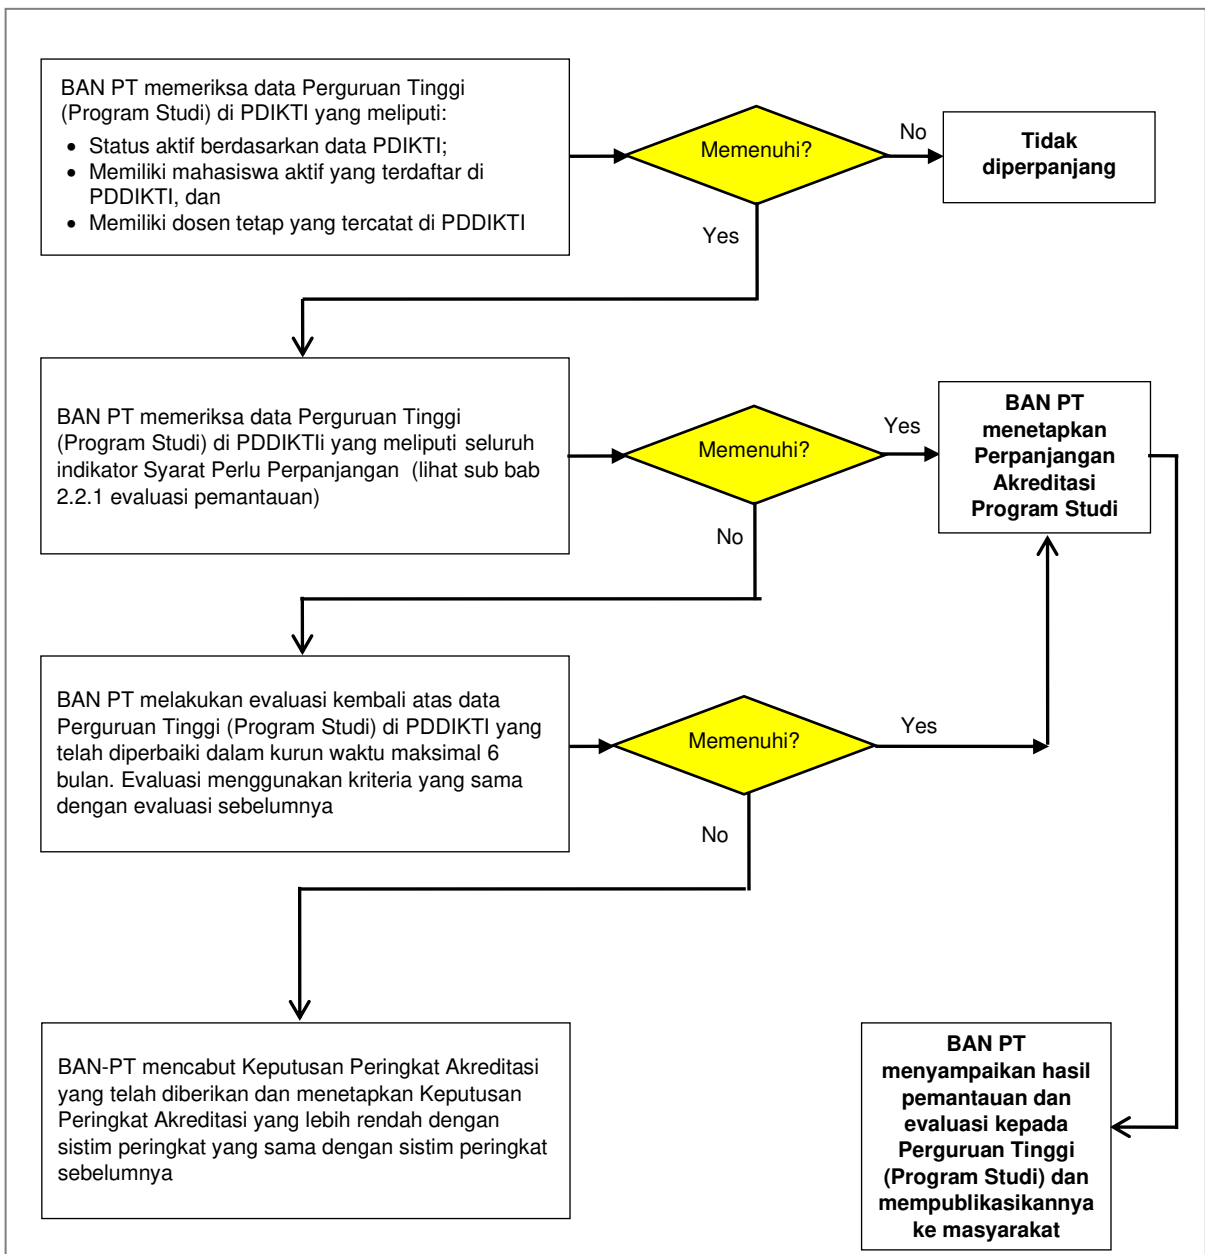 BAN PT memeriksa data Perguruan Tinggi
(Program Studi) di PDIKTI yang meliputi:
• Status aktif berdasarkan data PDIKTI;
• Memiliki mahasiswa aktif yang terdaftar di
PDDIKTI, dan
• Memiliki dosen tetap yang tercatat di PDDIKTI
Memenuhi?
No
Tidak
diperpanjang
Yes
BAN PT memeriksa data Perguruan Tinggi
(Program Studi) di PDDIKTIi yang meliputi seluruh
indikator Syarat Perlu Perpanjangan (lihat sub bab
2.2.1 evaluasi pemantauan)
Memenuhi?
Yes
BAN PT
menetapkan
Perpanjangan
Akreditasi
Program Studi
No
BAN PT melakukan evaluasi kembali atas data
Perguruan Tinggi (Program Studi) di PDDIKTI yang
telah diperbaiki dalam kurun waktu maksimal 6
bulan. Evaluasi menggunakan kriteria yang sama
dengan evaluasi sebelumnya
Memenuhi?
Yes
No
BAN-PT mencabut Keputusan Peringkat Akreditasi
yang telah diberikan dan menetapkan Keputusan
Peringkat Akreditasi yang lebih rendah dengan
sistim peringkat yang sama dengan sistim peringkat
sebelumnya
BAN PT
menyampaikan hasil
pemantauan dan
evaluasi kepada
Perguruan Tinggi
(Program Studi) dan
mempublikasikannya
ke masyarakat